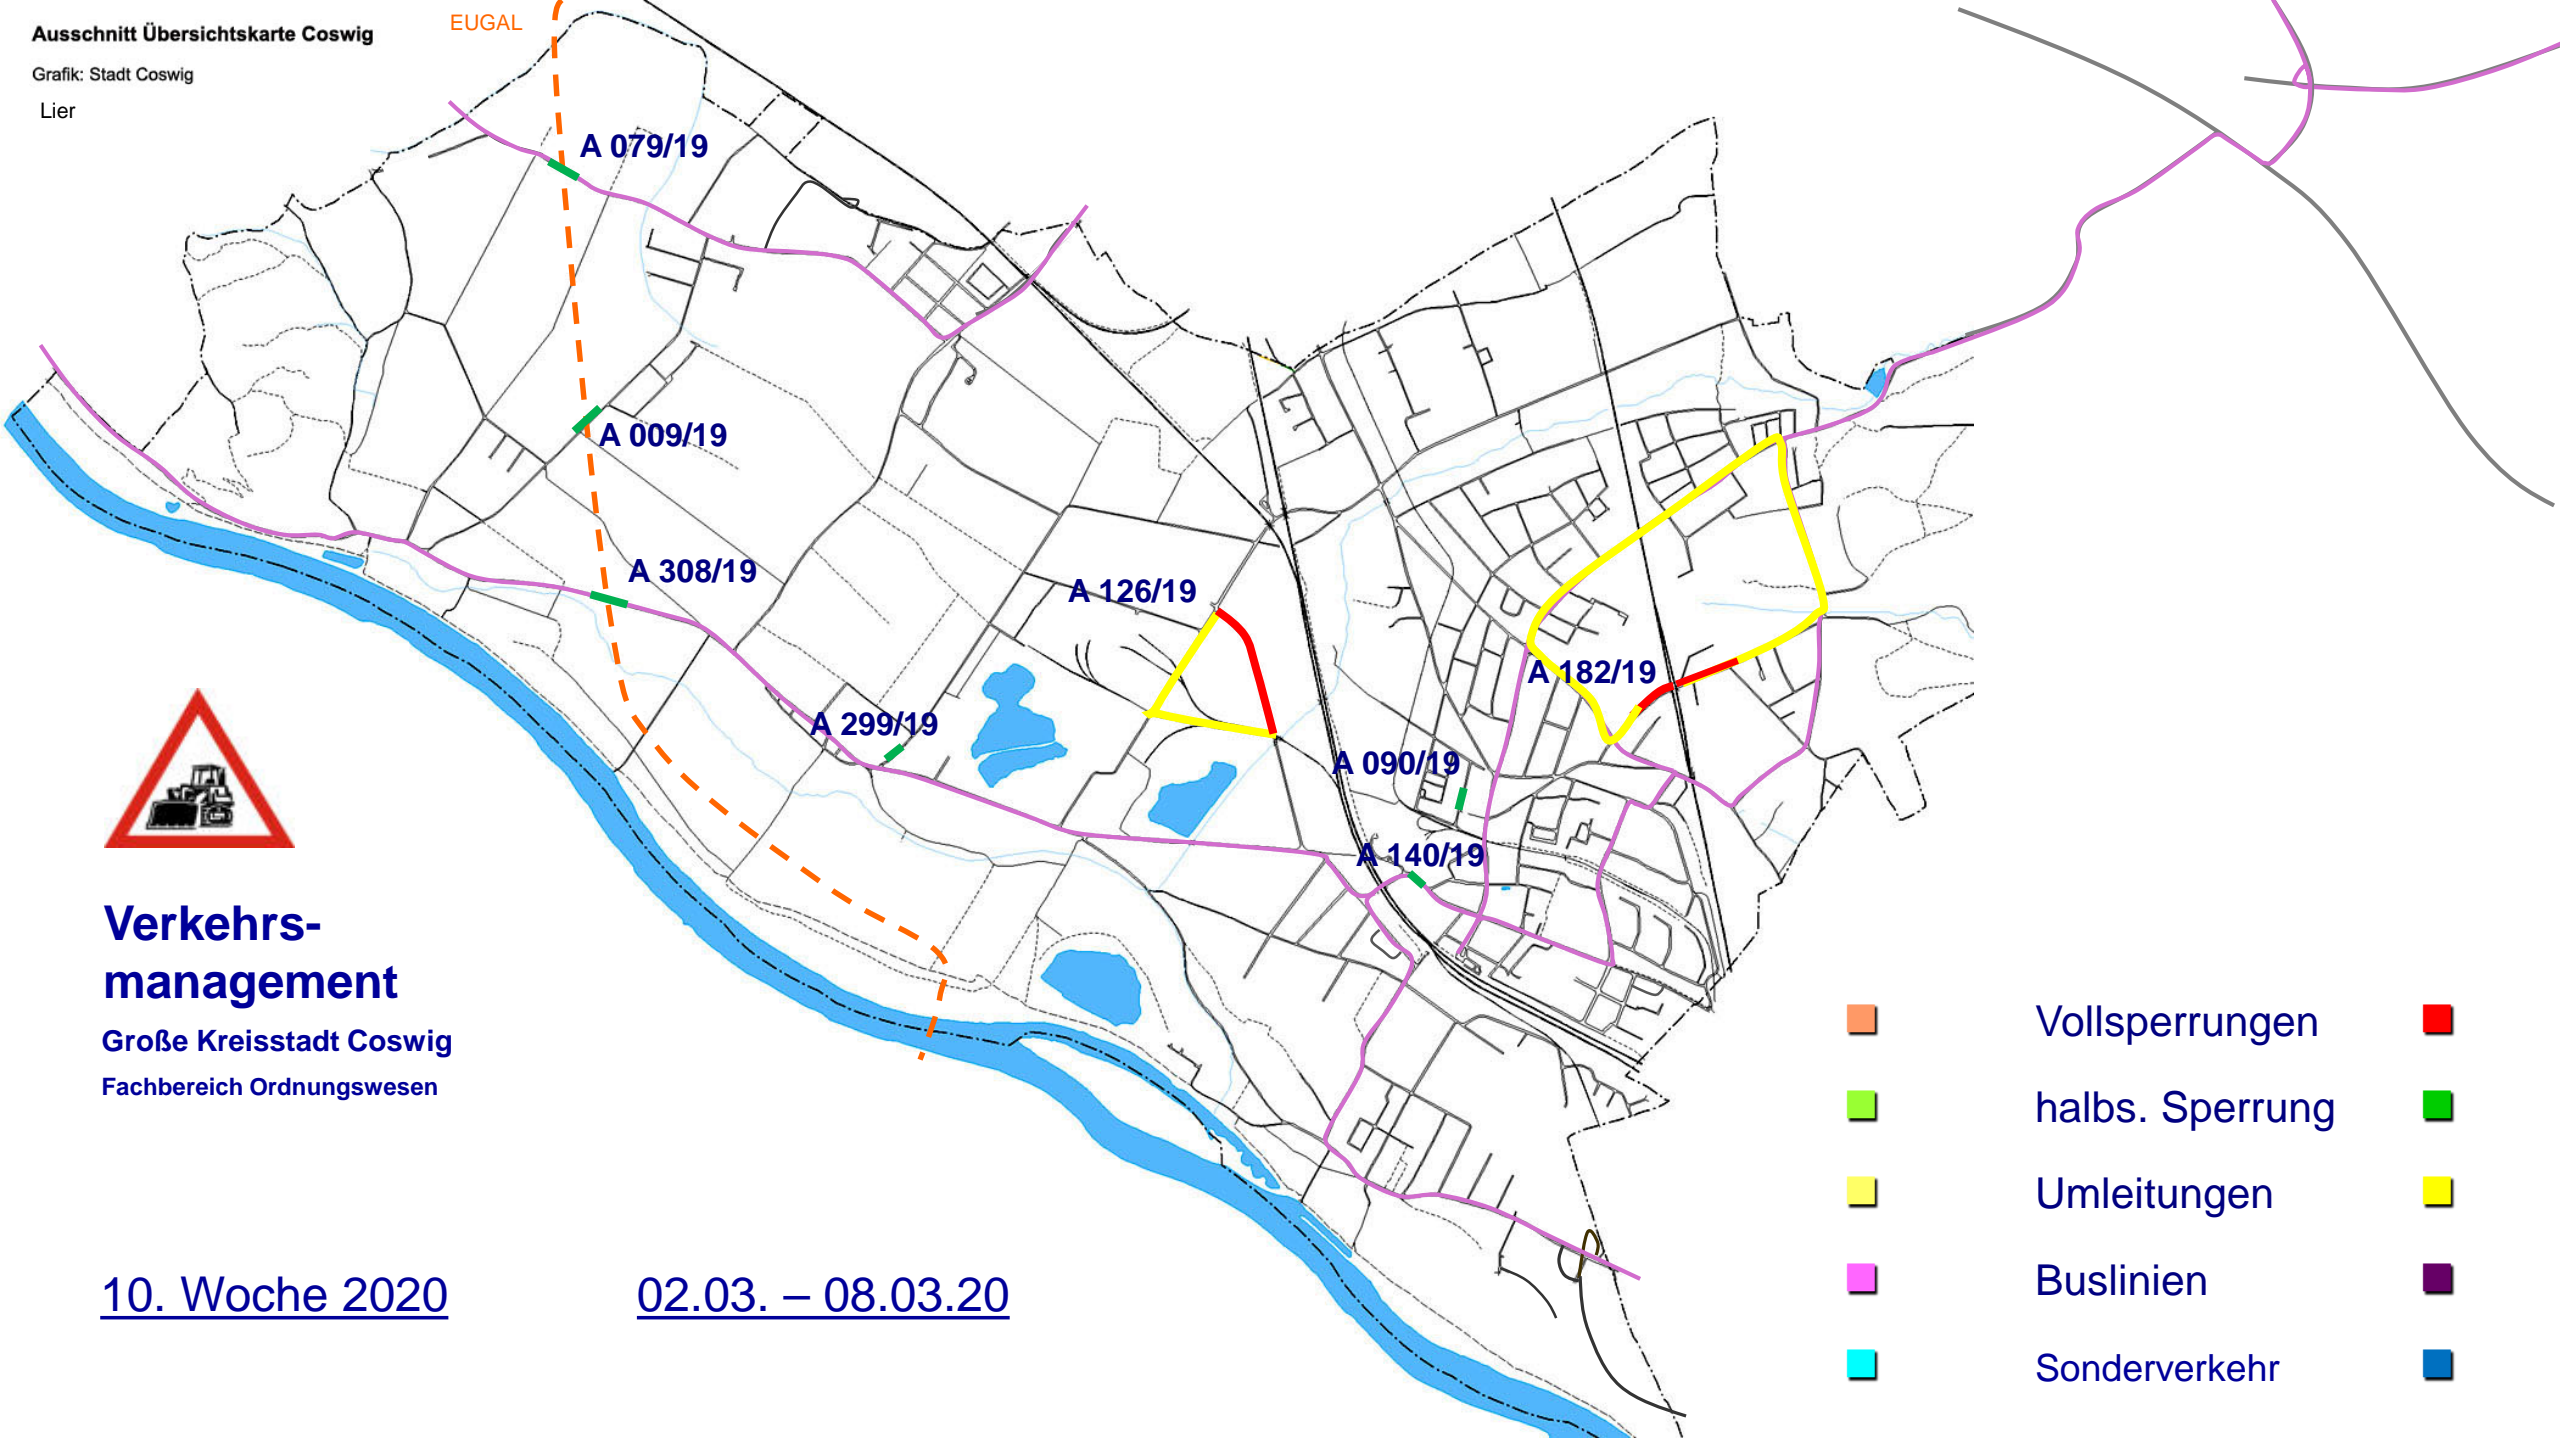 Ausschnitt Übersichtskarte Coswig
Grafik: Stadt Coswig
Lier
EUGAL
A 079/19
A 009/19
A 308/19
A 126/19
A 182/19
A 299/19
A 090/19
A 140/19
Verkehrs-
management
Große Kreisstadt Coswig
Fachbereich Ordnungswesen
10. Woche 2020
02.03. – 08.03.20
Vollsperrungen
halbs. Sperrung
Umleitungen
Buslinien
Sonderverkehr